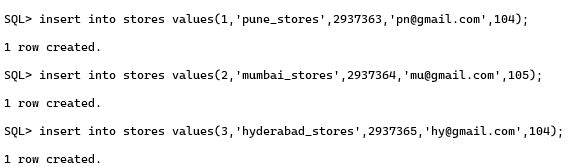 SQL> insert into stores values(1,'pune_stores',2937363,'pn@gmail.com',104);
1 row created.
SQL> insert into stores values(2,'mumbai_stores',2937364,'mu@gmail.com',105);
1 row created.
SQL> insert into stores values(3,'hyderabad_stores',2937365,'hy@gmail.com',104);
1 row created.